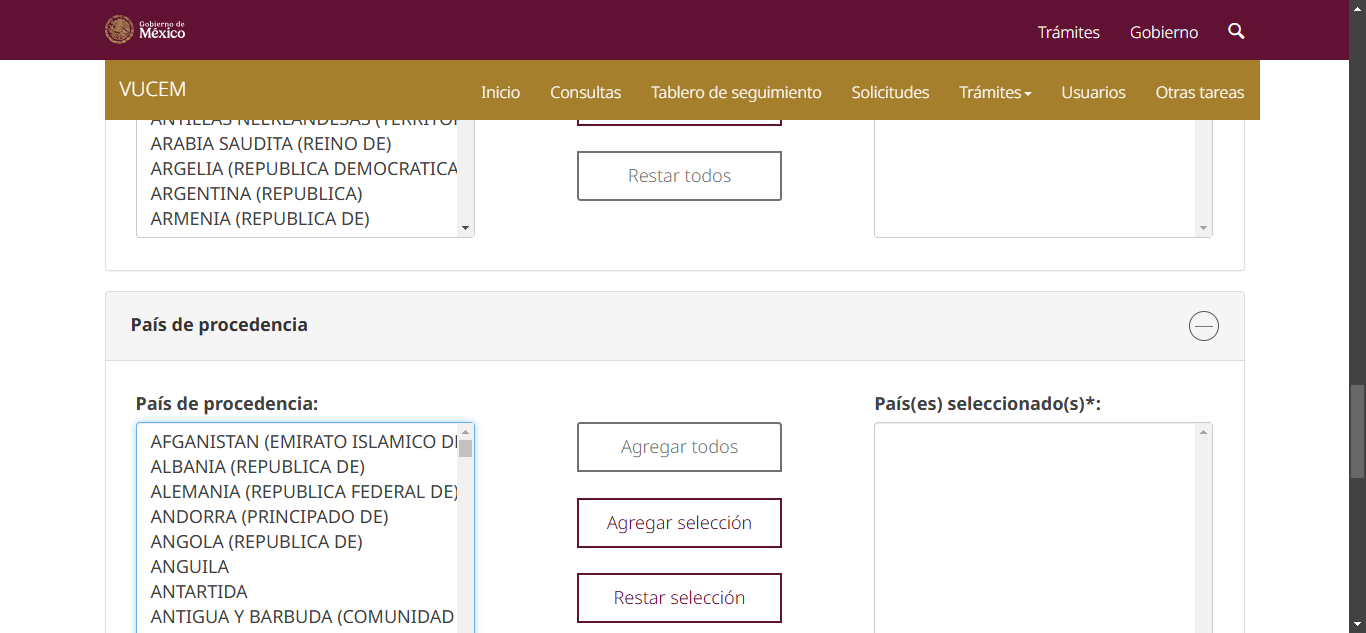 Gobierno de
México
Trámites
Gobierno
VUCEM
Inicio
Consultas
Tablero de seguimiento
Solicitudes
Trámites
Usuarios
Otras tareas
ANTILLAS NEERLANDESAS (TERRITOR
ARABIA SAUDITA (REINO DE)
ARGELIA (REPUBLICA DEMOCRATICA
ARGENTINA (REPUBLICA)
ARMENIA (REPUBLICA DE)
Restar todos
País de procedencia
País de procedencia:
AFGANISTAN (EMIRATO ISLAMICO DE
ALBANIA (REPUBLICA DE)
ALEMANIA (REPUBLICA FEDERAL DE)
ANDORRA (PRINCIPADO DE)
ANGOLA (REPUBLICA DE)
ANGUILA
ANTARTIDA
ANTIGUA Y BARBUDA (COMUNIDAD
Agregar todos
Agregar selección
Restar selección
País(es) seleccionado(s)*: